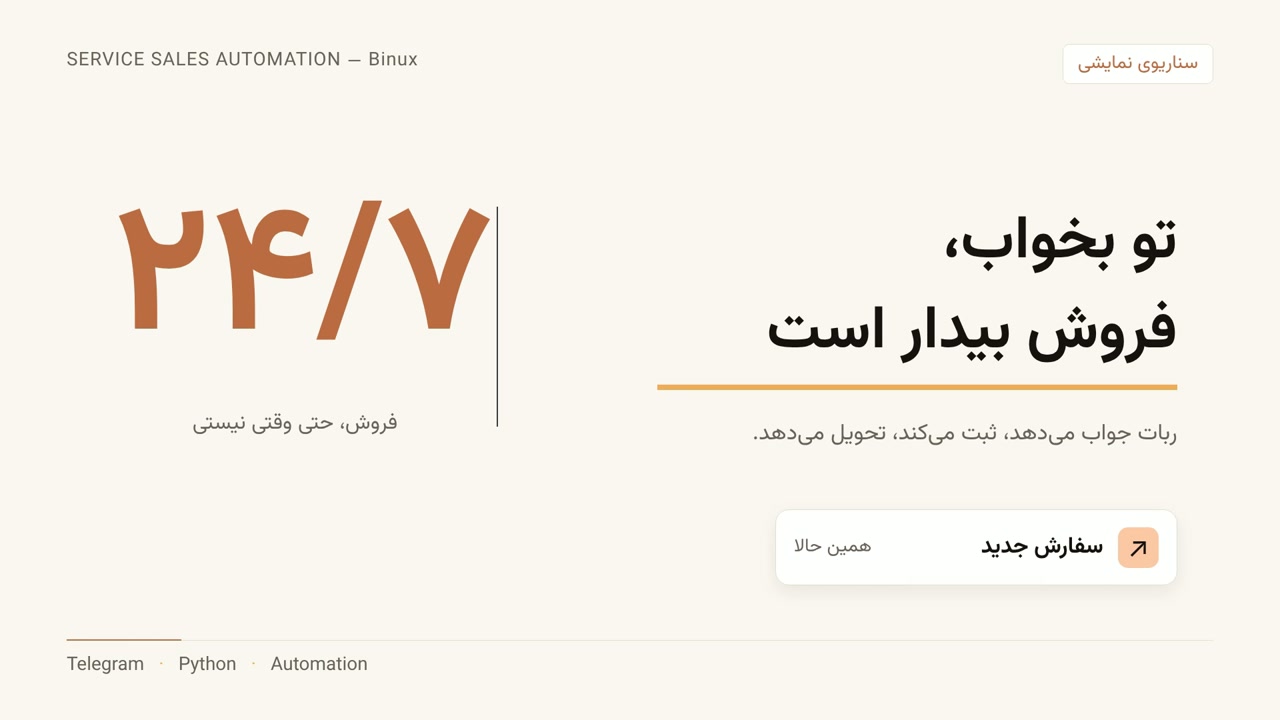 SERVICE SALES AUTOMATION — Binux
سناریوی نمایشی
تو بخواب،
فروش بیدار است
ربات جواب می‌دهد، ثبت می‌کند، تحویل می‌دهد.
سفارش جدید
همین حالا
۲۴/۷
فروش، حتی وقتی نیستی
Telegram · Python · Automation